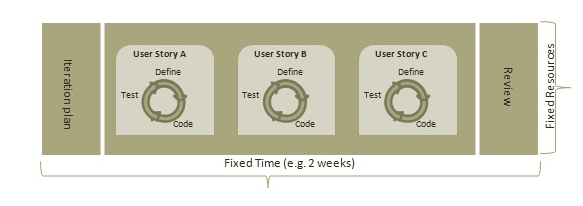 Iteration plan
User Story A
Define
Test
Code
User Story B
Define
Test
Code
User Story C
Define
Test
Code
Review
Fixed Resources
Fixed Time (e.g. 2 weeks)